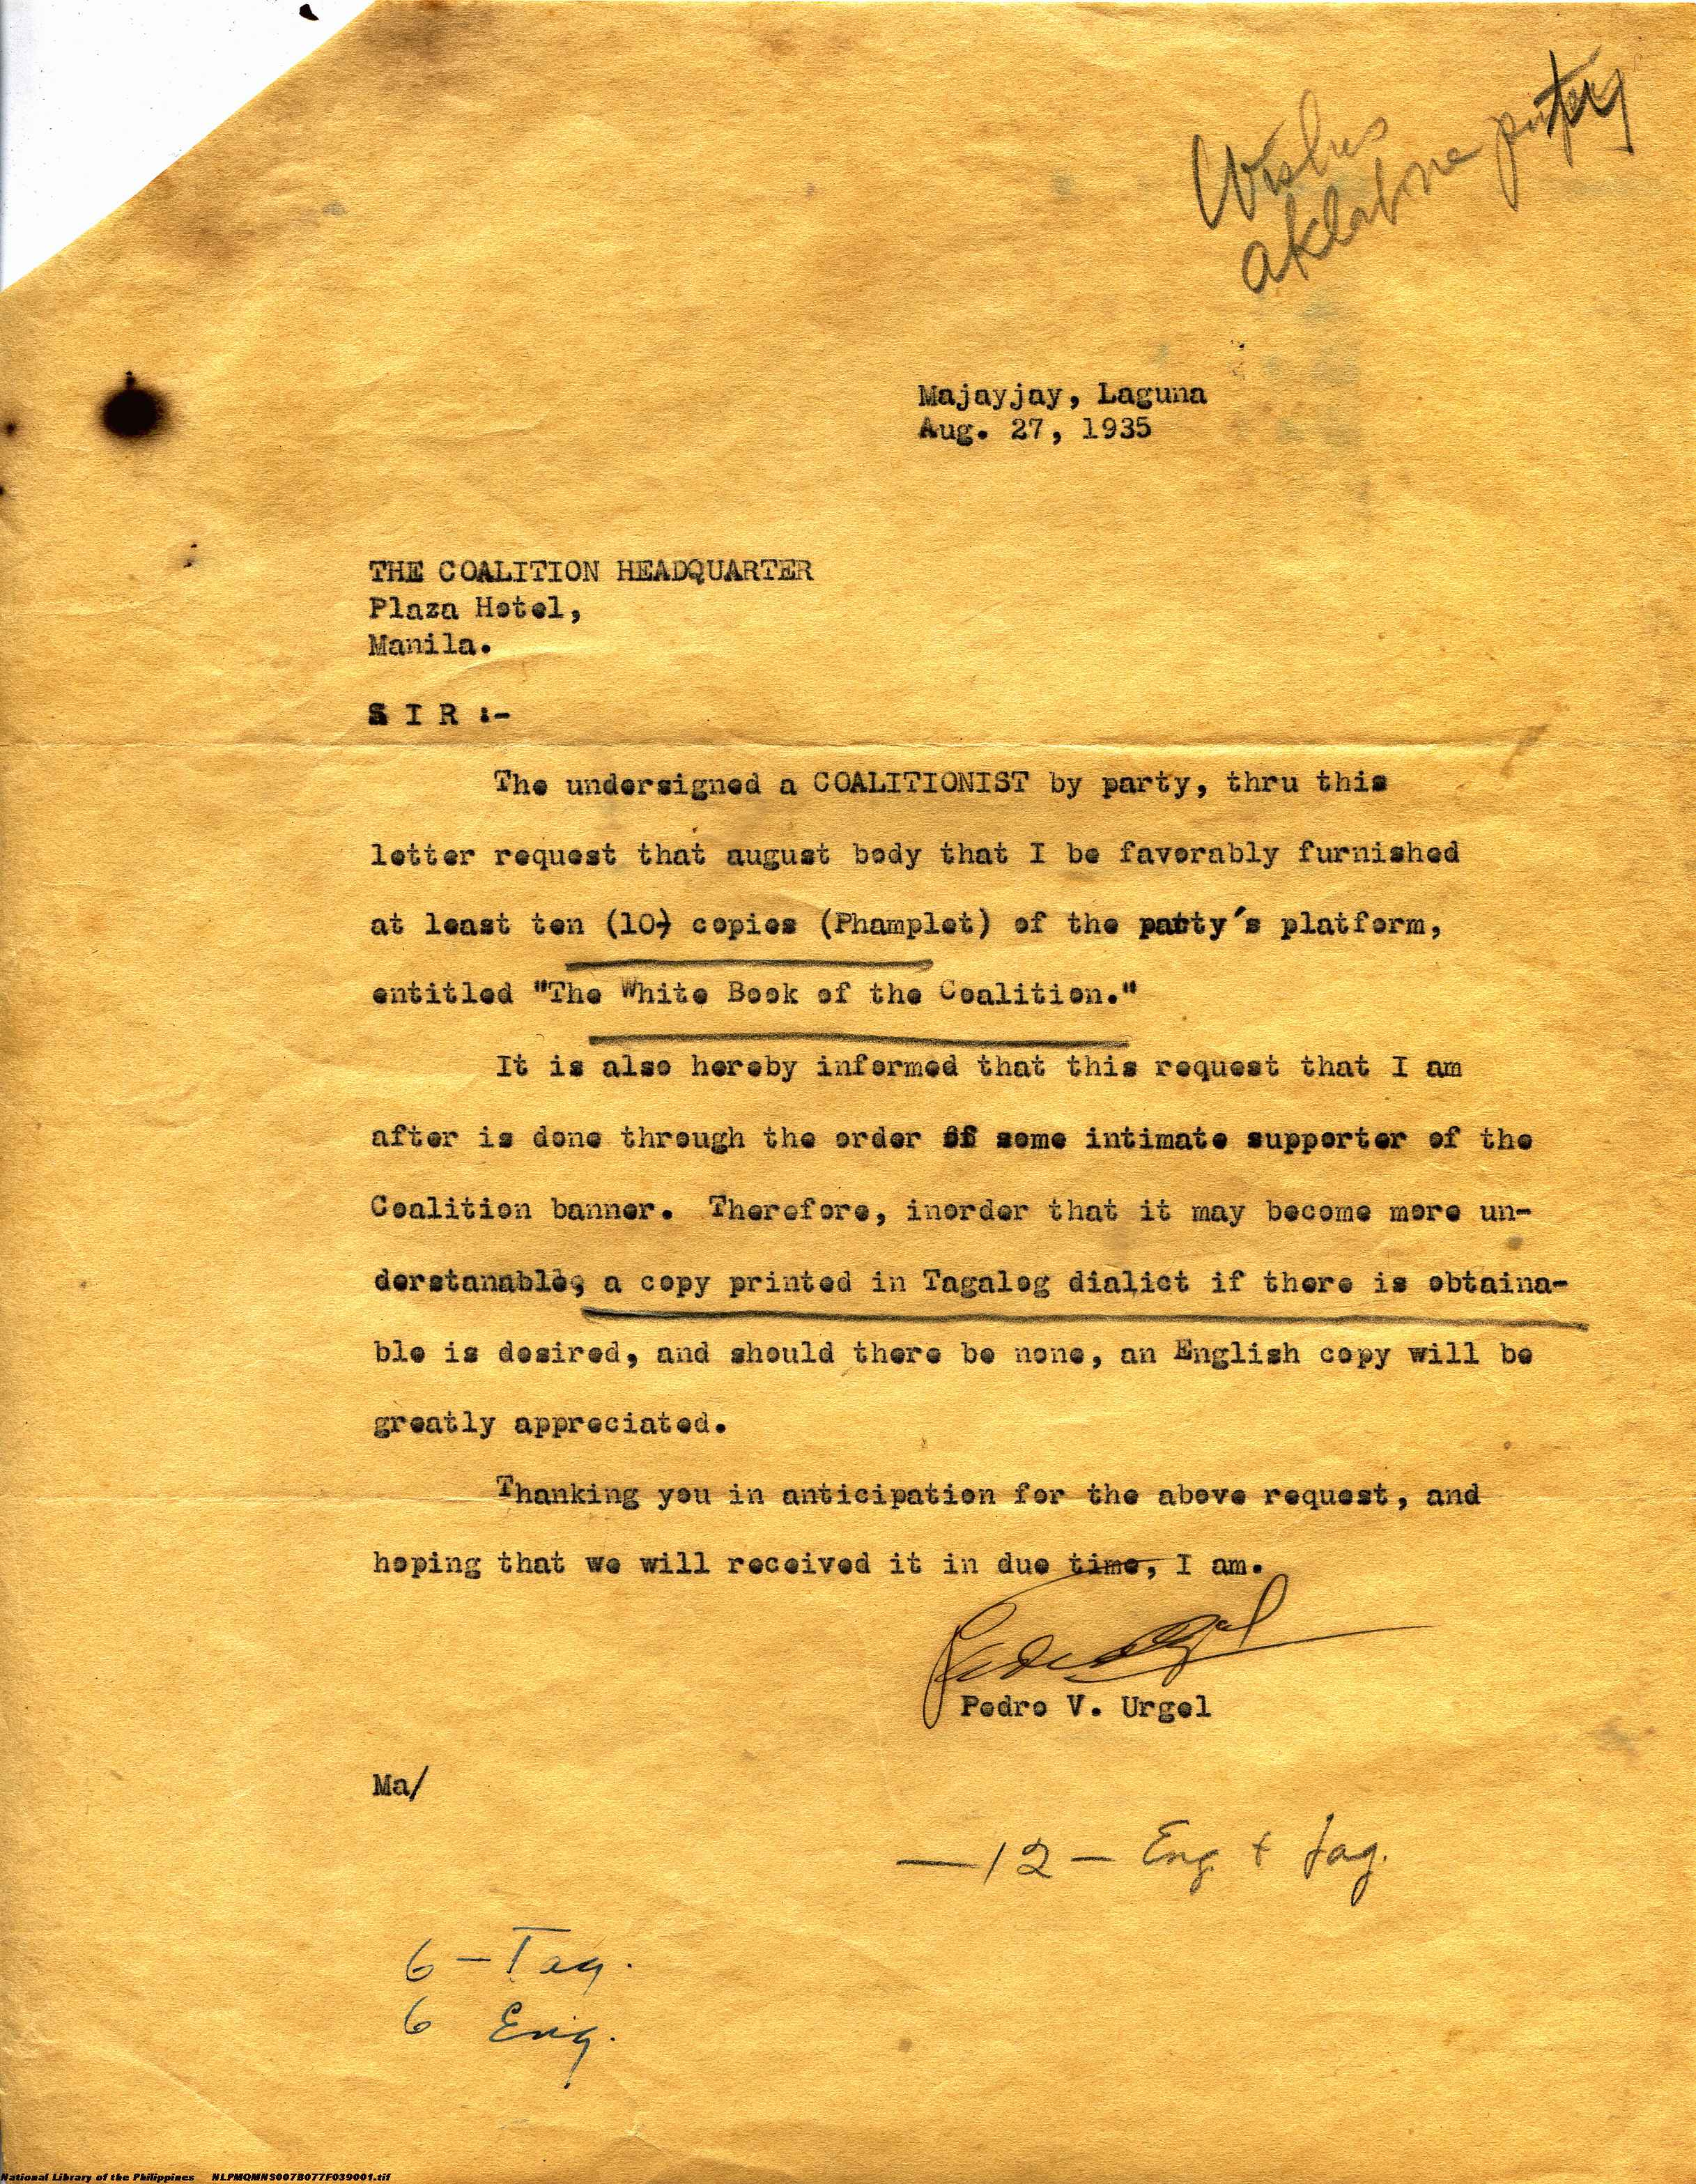 Wishes
aklat na puting
Majayjay, Laguna
Aug. 27, 1935
THE COALITION HEADQUARTER
Plaza Hotel,
Manila.
S I R :-
The undersigned a COALITIONIST by party, thru this
letter request that august body that I be favorably furnished
at least ten (10) copies (Phamplet) of the party's platform,
entitled "The White Book of the Coalition."
It is also hereby informed that this request that I am
after is done through the order of some intimate supporter of the
Coalition banner. Therefore, inorder that it may become more un-
derstanable, a copy printed in Tagalog dialict if there is obtaina-
ble is desired, and should there be none, an English copy will be
greatly appreciated.
Thanking you in anticipation for the above request, and
hoping that we will received it in due time, I am.
Pedro V. Urgel
Ma/
—12— Eng. + Tag.
6 — Tag.
6 Eng.
National Library of the Philippines NLPMQMNS007B077F039001.tif